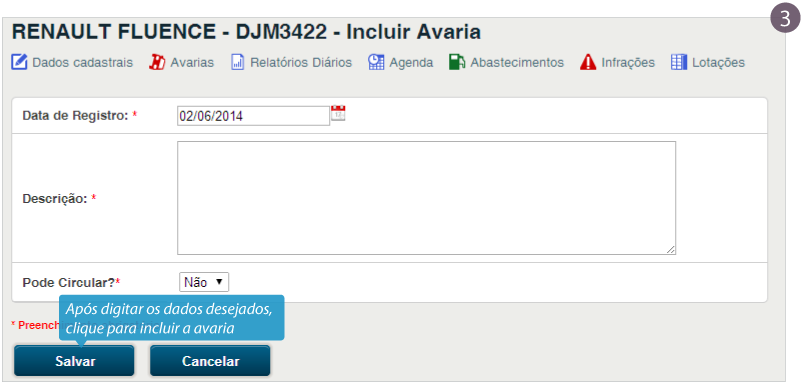 3
RENAULT FLUENCE - DJM3422 - Incluir Avaria
Dados cadastrais Avarias Relatórios Diários Agenda Abastecimentos Infrações Lotações
Data de Registro: * 02/06/2014
Descrição: *
Pode Circular?* Não
Após digitar os dados desejados,
clique para incluir a avaria
* Preench
Salvar Cancelar